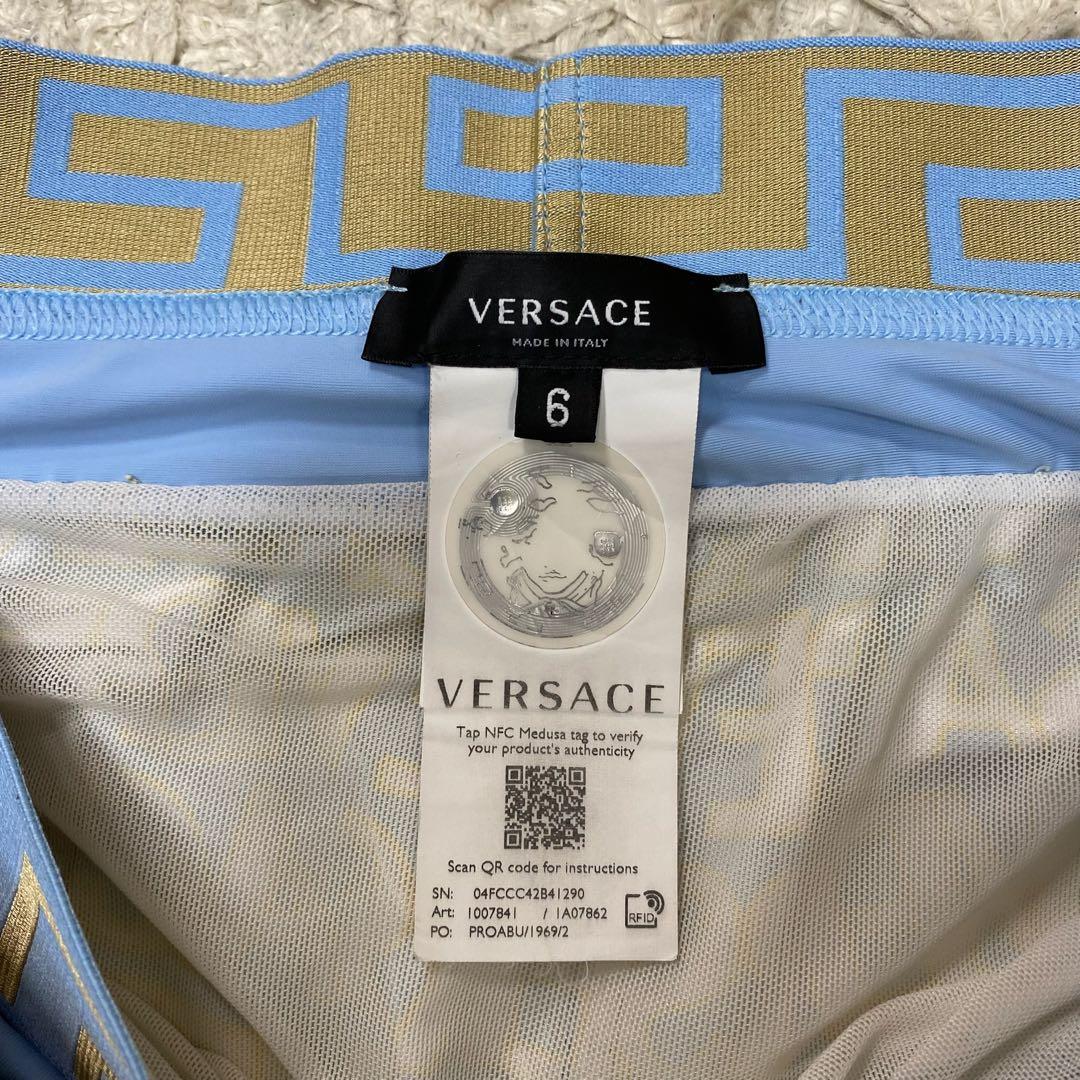 VERSACE
MADE IN ITALY
6
VERSACE
Tap NFC Medusa tag to verify
your product's authenticity
Scan QR code for instructions
SN: 04FCCC42B41290
Art: 1007841 / 1A07862
PO: PROABU/1969/2
RFID